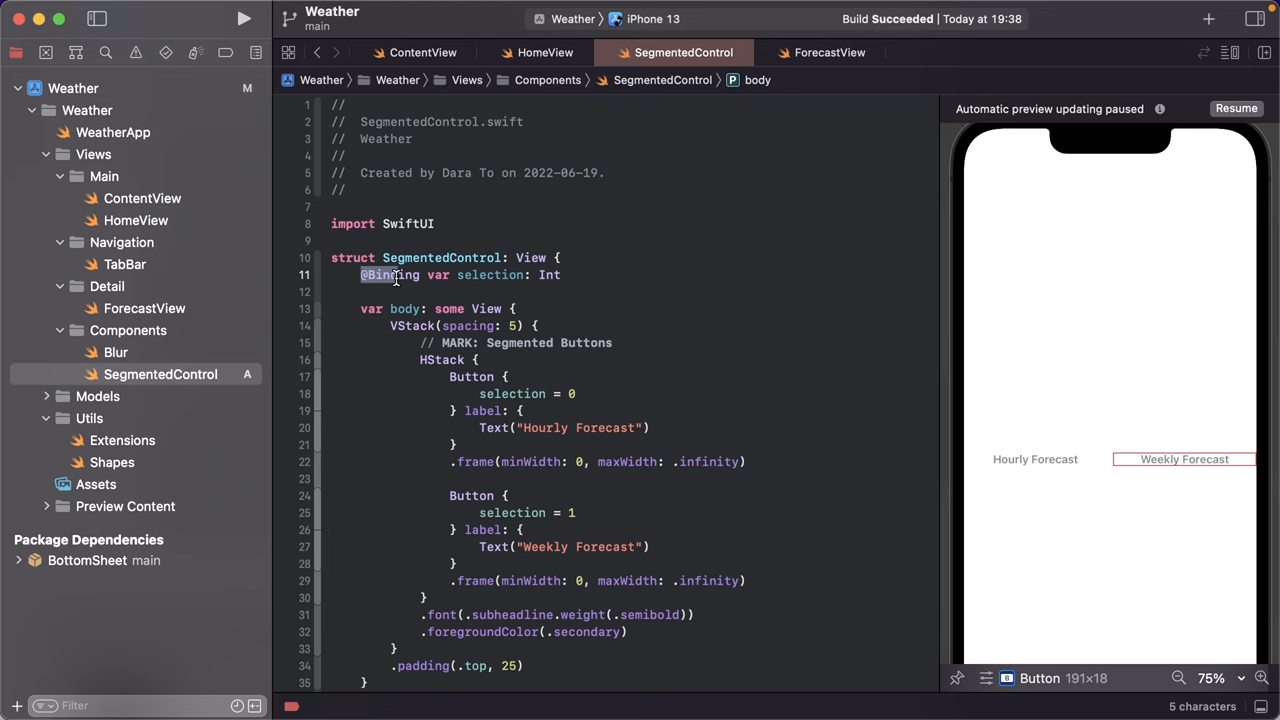 Weather
main
Weather 〉 iPhone 13
Build Succeeded | Today at 19:38
ContentView
HomeView
SegmentedControl
ForecastView
Weather 〉 Weather 〉 Views 〉 Components 〉 SegmentedControl 〉 P body
Weather M
Weather
WeatherApp
Views
Main
ContentView
HomeView
Navigation
TabBar
Detail
ForecastView
Components
Blur
SegmentedControl A
Models
Utils
Extensions
Shapes
Assets
Preview Content
Package Dependencies
BottomSheet main
Filter
1 //
2 //  SegmentedControl.swift
3 //  Weather
4 //
5 //  Created by Dara To on 2022-06-19.
6 //
7
8 import SwiftUI
9
10 struct SegmentedControl: View {
11     @Binding var selection: Int
12
13     var body: some View {
14         VStack(spacing: 5) {
15             // MARK: Segmented Buttons
16             HStack {
17                 Button {
18                     selection = 0
19                 } label: {
20                     Text("Hourly Forecast")
21                 }
22                 .frame(minWidth: 0, maxWidth: .infinity)
23
24                 Button {
25                     selection = 1
26                 } label: {
27                     Text("Weekly Forecast")
28                 }
29                 .frame(minWidth: 0, maxWidth: .infinity)
30             }
31             .font(.subheadline.weight(.semibold))
32             .foregroundColor(.secondary)
33         }
34         .padding(.top, 25)
35     }
Automatic preview updating paused
Resume
Hourly Forecast
Weekly Forecast
Button 191×18
75%
5 characters